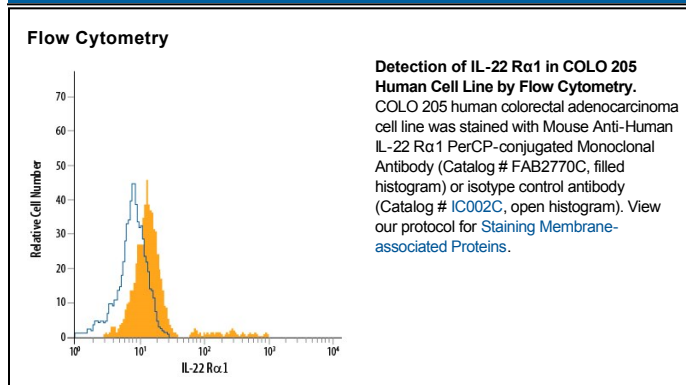 Flow Cytometry
Detection of IL-22 Rα1 in COLO 205
Human Cell Line by Flow Cytometry.
COLO 205 human colorectal adenocarcinoma
cell line was stained with Mouse Anti-Human
IL-22 Rα1 PerCP-conjugated Monoclonal
Antibody (Catalog # FAB2770C, filled
histogram) or isotype control antibody
(Catalog # IC002C, open histogram). View
our protocol for Staining Membrane-
associated Proteins.
Relative Cell Number
70
60
50
40
30
20
10
0
10⁰ 10¹ 10² 10³ 10⁴
IL-22 Rα1